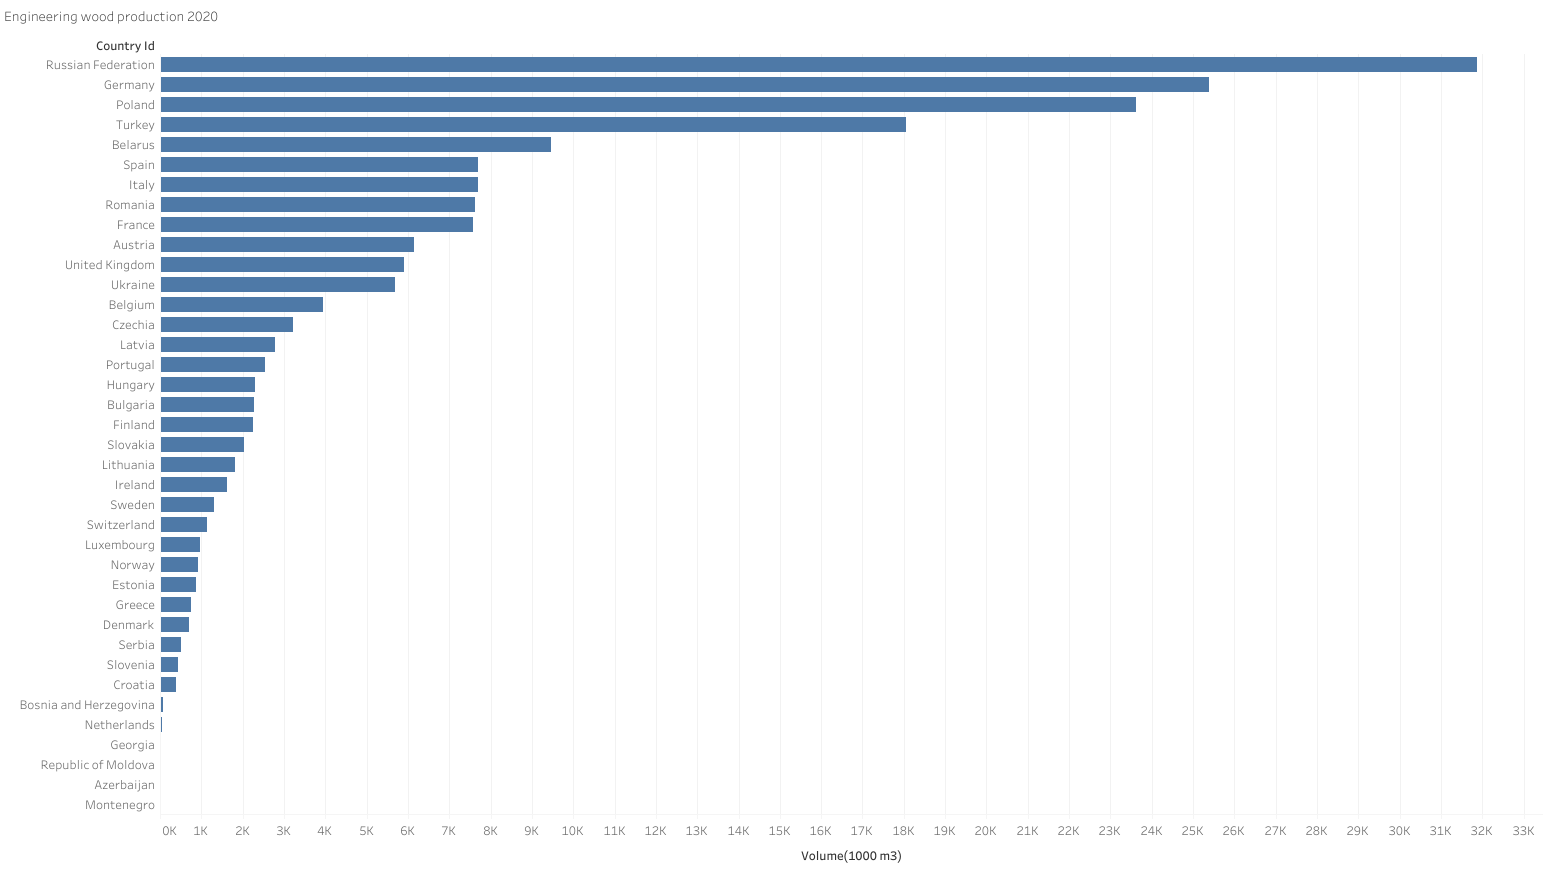 Engineering wood production 2020
Country Id
Russian Federation
Germany
Poland
Turkey
Belarus
Spain
Italy
Romania
France
Austria
United Kingdom
Ukraine
Belgium
Czechia
Latvia
Portugal
Hungary
Bulgaria
Finland
Slovakia
Lithuania
Ireland
Sweden
Switzerland
Luxembourg
Norway
Estonia
Greece
Denmark
Serbia
Slovenia
Croatia
Bosnia and Herzegovina
Netherlands
Georgia
Republic of Moldova
Azerbaijan
Montenegro
0K 1K 2K 3K 4K 5K 6K 7K 8K 9K 10K 11K 12K 13K 14K 15K 16K 17K 18K 19K 20K 21K 22K 23K 24K 25K 26K 27K 28K 29K 30K 31K 32K 33K
Volume(1000 m3)